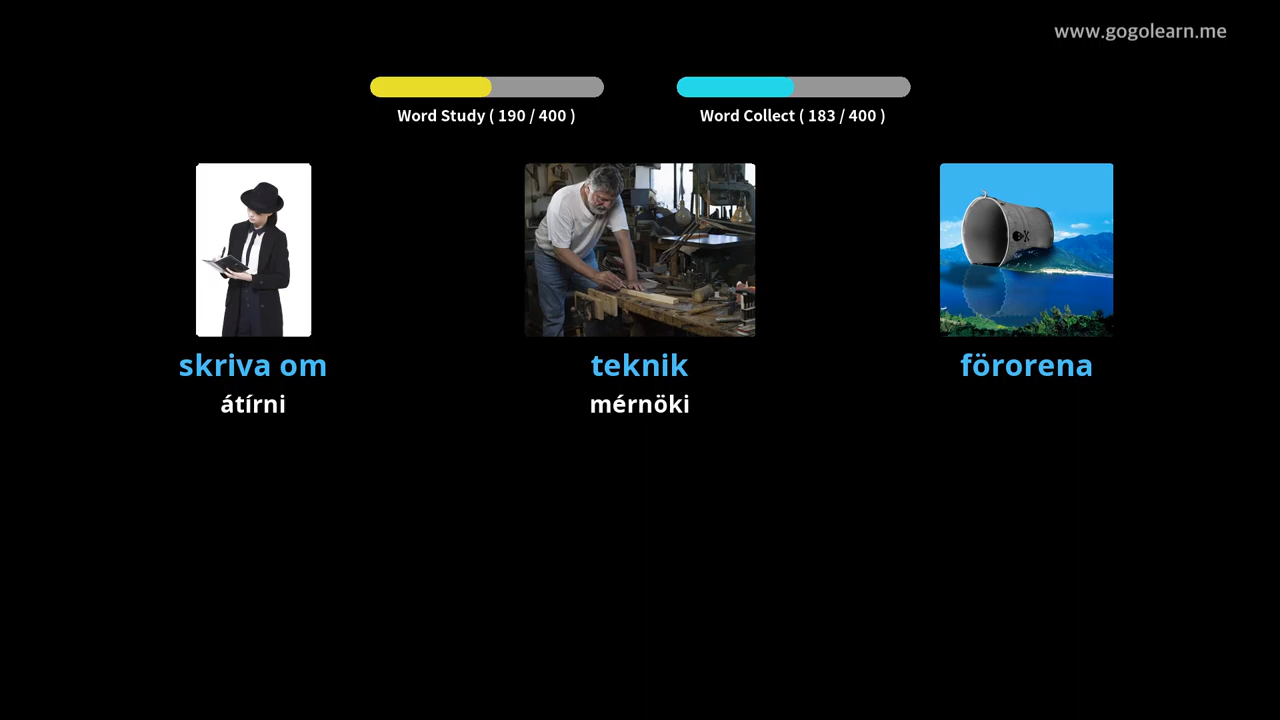 www.gogolearn.me
Word Study ( 190 / 400 )
Word Collect ( 183 / 400 )
skriva om
teknik
förorena
átírni
mérnöki